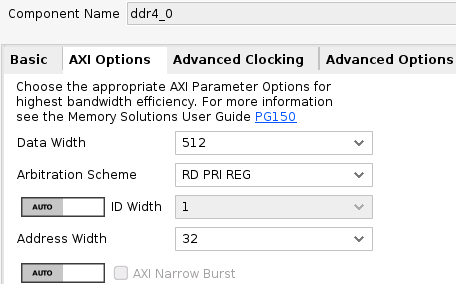 Component Name ddr4_0
Basic AXI Options Advanced Clocking Advanced Options
Choose the appropriate AXI Parameter Options for
highest bandwidth efficiency. For more information
see the Memory Solutions User Guide PG150
Data Width 512
Arbitration Scheme RD PRI REG
AUTO ID Width 1
Address Width 32
AUTO AXI Narrow Burst